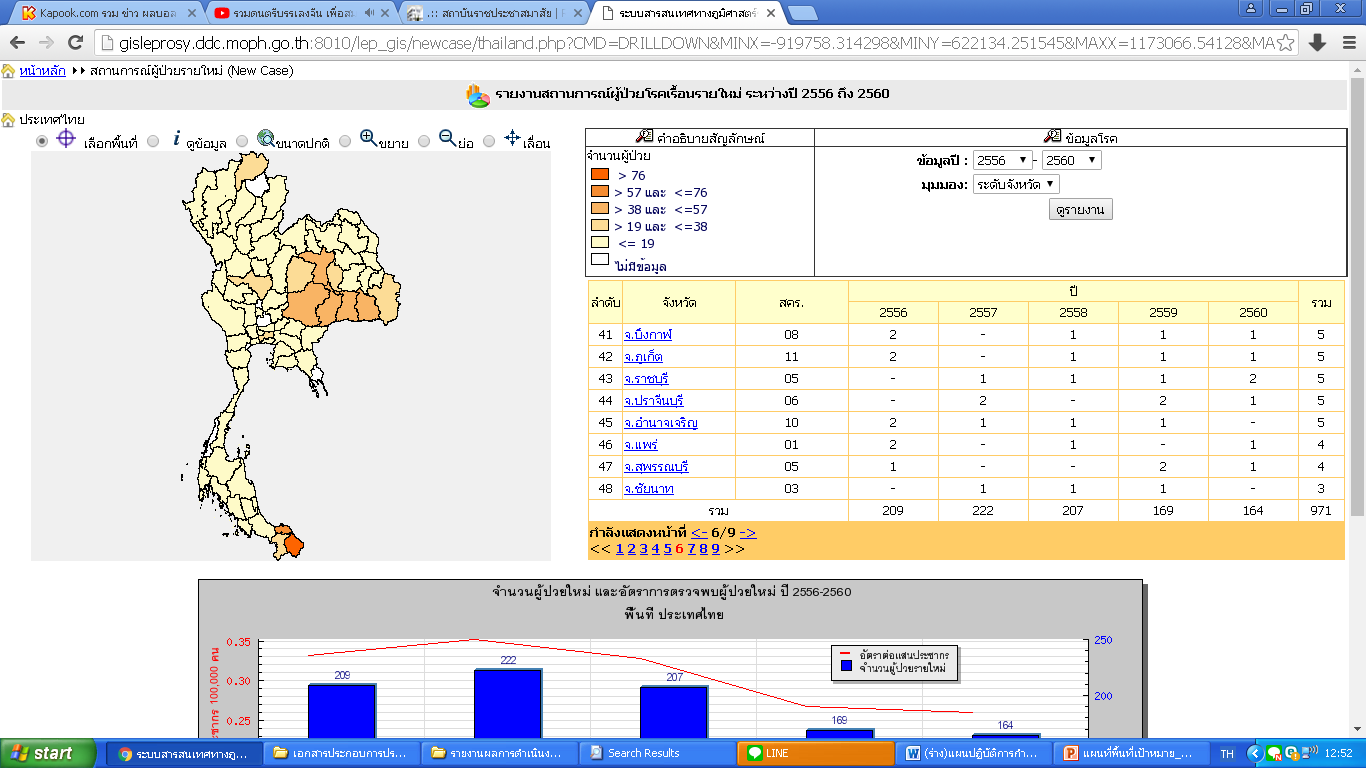 Kapook.com รวม ข่าว ผลบอล
รวมดนตรีบรรเลงจีน เพื่อสม
.:: สถาบันราชประชาสมาสัย | F
ระบบสารสนเทศทางภูมิศาสตร์
gisleprosy.ddc.moph.go.th:8010/lep_gis/newcase/thailand.php?CMD=DRILLDOWN&MINX=-919758.314298&MINY=622134.251545&MAXX=1173066.54128&MA
หน้าหลัก สถานการณ์ผู้ป่วยรายใหม่ (New Case)
รายงานสถานการณ์ผู้ป่วยโรคเรื้อนรายใหม่ ระหว่างปี 2556 ถึง 2560
ประเทศไทย
เลือกพื้นที่ ดูข้อมูล ขนาดปกติ ขยาย ย่อ เลื่อน
คำอธิบายสัญลักษณ์
จำนวนผู้ป่วย
> 76
> 57 และ <=76
> 38 และ <=57
> 19 และ <=38
<= 19
ไม่มีข้อมูล
ข้อมูลโรค
ข้อมูลปี : 2556 - 2560
มุมมอง: ระดับจังหวัด
ดูรายงาน
ลำดับ จังหวัด สคร. ปี รวม
2556 2557 2558 2559 2560
41 จ.บึงกาฬ 08 2 - 1 1 1 5
42 จ.ภูเก็ต 11 2 - 1 1 1 5
43 จ.ราชบุรี 05 - 1 1 1 2 5
44 จ.ปราจีนบุรี 06 - 2 - 2 1 5
45 จ.อำนาจเจริญ 10 2 1 1 1 - 5
46 จ.แพร่ 01 2 - 1 - 1 4
47 จ.สุพรรณบุรี 05 1 - - 2 1 4
48 จ.ชัยนาท 03 - 1 1 1 - 3
รวม 209 222 207 169 164 971
กำลังแสดงหน้าที่ <- 6/9 ->
<< 1 2 3 4 5 6 7 8 9 >>
จำนวนผู้ป่วยใหม่ และอัตราการตรวจพบผู้ป่วยใหม่ ปี 2556-2560
พื้นที่ ประเทศไทย
0.35
0.30
0.25
ชากร 100,000 คน
209
222
207
169
164
อัตราต่อแสนประชากร
จำนวนผู้ป่วยรายใหม่
250
200
start
ระบบสารสนเทศทางภู...
เอกสารประกอบการปร...
รายงานผลการดำเนินง...
Search Results
LINE
(ร่าง)แผนปฏิบัติการกำ...
แผนที่พื้นที่เป้าหมาย_...
TH
12:52